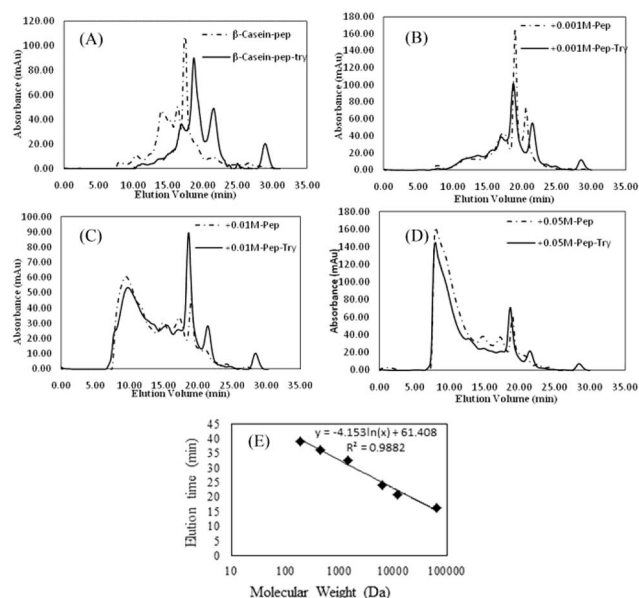 (A)
β-Casein-pep
β-Casein-pep-try
Absorbance (mAu)
120.00
100.00
80.00
60.00
40.00
20.00
0.00
0.00 5.00 10.00 15.00 20.00 25.00 30.00 35.00
Elution Volume (min)
(B)
+0.001M-Pep
+0.001M-Pep-Try
Absorbance (mAu)
180.00
160.00
140.00
120.00
100.00
80.00
60.00
40.00
20.00
0.00
0.00 5.00 10.00 15.00 20.00 25.00 30.00 35.00
Elution Volume (min)
(C)
+0.01M-Pep
+0.01M-Pep-Try
Absorbance (mAu)
100.00
90.00
80.00
70.00
60.00
50.00
40.00
30.00
20.00
10.00
0.00
0.00 5.00 10.00 15.00 20.00 25.00 30.00 35.00
Elution Volume (min)
(D)
+0.05M-Pep
+0.05M-Pep-Try
Absorbance (mAu)
180.00
160.00
140.00
120.00
100.00
80.00
60.00
40.00
20.00
0.00
0.00 5.00 10.00 15.00 20.00 25.00 30.00 35.00
Elution Volume (min)
(E)
y = -4.153ln(x) + 61.408
R² = 0.9882
Elution time (min)
45
40
35
30
25
20
15
10
5
0
10 100 1000 10000 100000
Molecular Weight (Da)